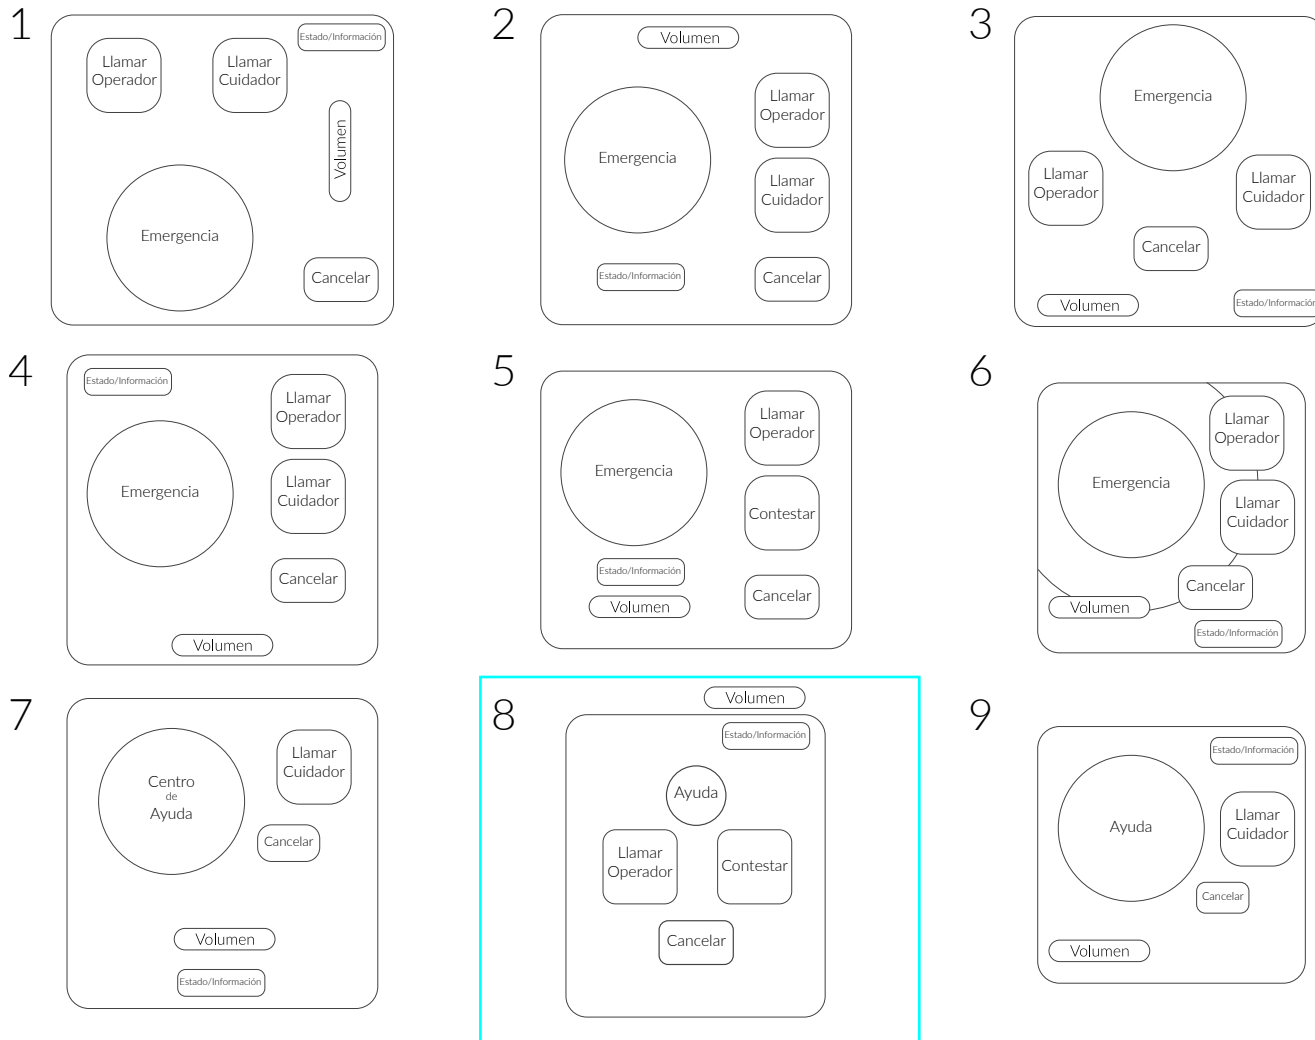 1
Estado/Información
Llamar
Operador
Llamar
Cuidador
Volumen
Emergencia
Cancelar
2
Volumen
Llamar
Operador
Emergencia
Llamar
Cuidador
Estado/Información
Cancelar
3
Emergencia
Llamar
Operador
Llamar
Cuidador
Cancelar
Volumen
Estado/Información
4
Estado/Información
Llamar
Operador
Emergencia
Llamar
Cuidador
Cancelar
Volumen
5
Llamar
Operador
Emergencia
Contestar
Estado/Información
Volumen
Cancelar
6
Llamar
Operador
Emergencia
Llamar
Cuidador
Cancelar
Volumen
Estado/Información
7
Centro
de
Ayuda
Llamar
Cuidador
Cancelar
Volumen
Estado/Información
8
Volumen
Estado/Información
Ayuda
Llamar
Operador
Contestar
Cancelar
9
Estado/Información
Ayuda
Llamar
Cuidador
Cancelar
Volumen